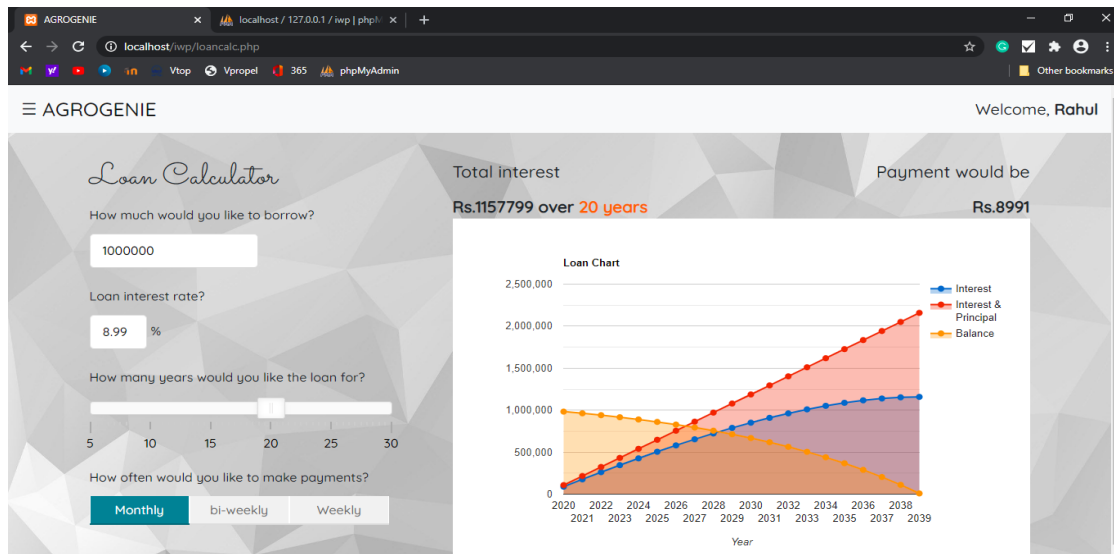 AGROGENIE
localhost / 127.0.0.1 / iwp | phpM
localhost/iwp/loancalc.php
Vtop Vpropel 365 phpMyAdmin Other bookmarks
☰ AGROGENIE
Welcome, Rahul
Loan Calculator
How much would you like to borrow?
1000000
Loan interest rate?
8.99 %
How many years would you like the loan for?
5 10 15 20 25 30
How often would you like to make payments?
Monthly bi-weekly Weekly
Total interest
Rs.1157799 over 20 years
Payment would be
Rs.8991
Loan Chart
2,500,000
2,000,000
1,500,000
1,000,000
500,000
0
2020 2022 2024 2026 2028 2030 2032 2034 2036 2038
2021 2023 2025 2027 2029 2031 2033 2035 2037 2039
Year
Interest
Interest &
Principal
Balance